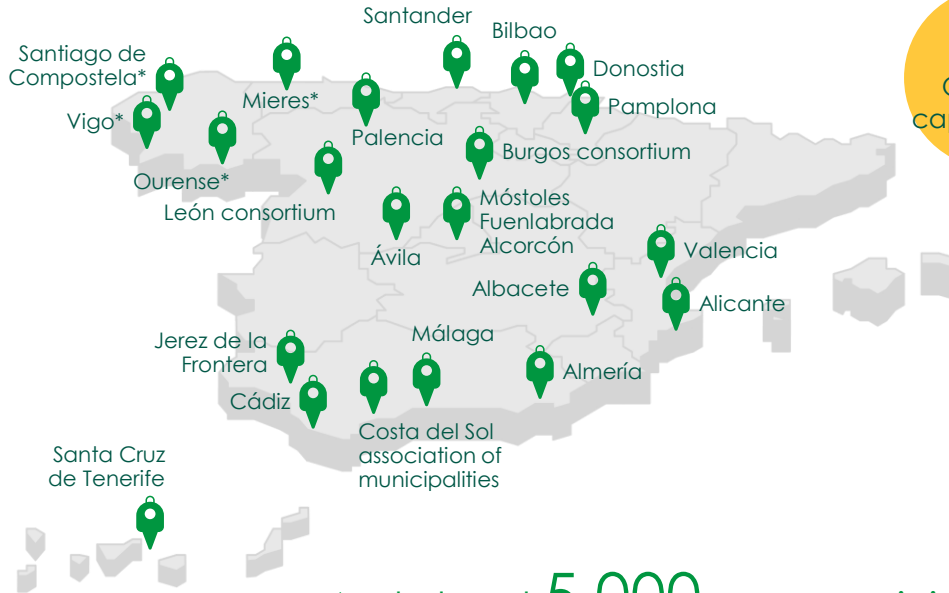 Santander
Bilbao
Santiago de
Compostela*
Donostia
Mieres*
Pamplona
Vigo*
Palencia
Burgos consortium
Ourense*
León consortium
Móstoles
Fuenlabrada
Alcorcón
Ávila
Valencia
Albacete
Alicante
Málaga
Jerez de la
Frontera
Almería
Cádiz
Costa del Sol
association of
municipalities
Santa Cruz
de Tenerife
5,000